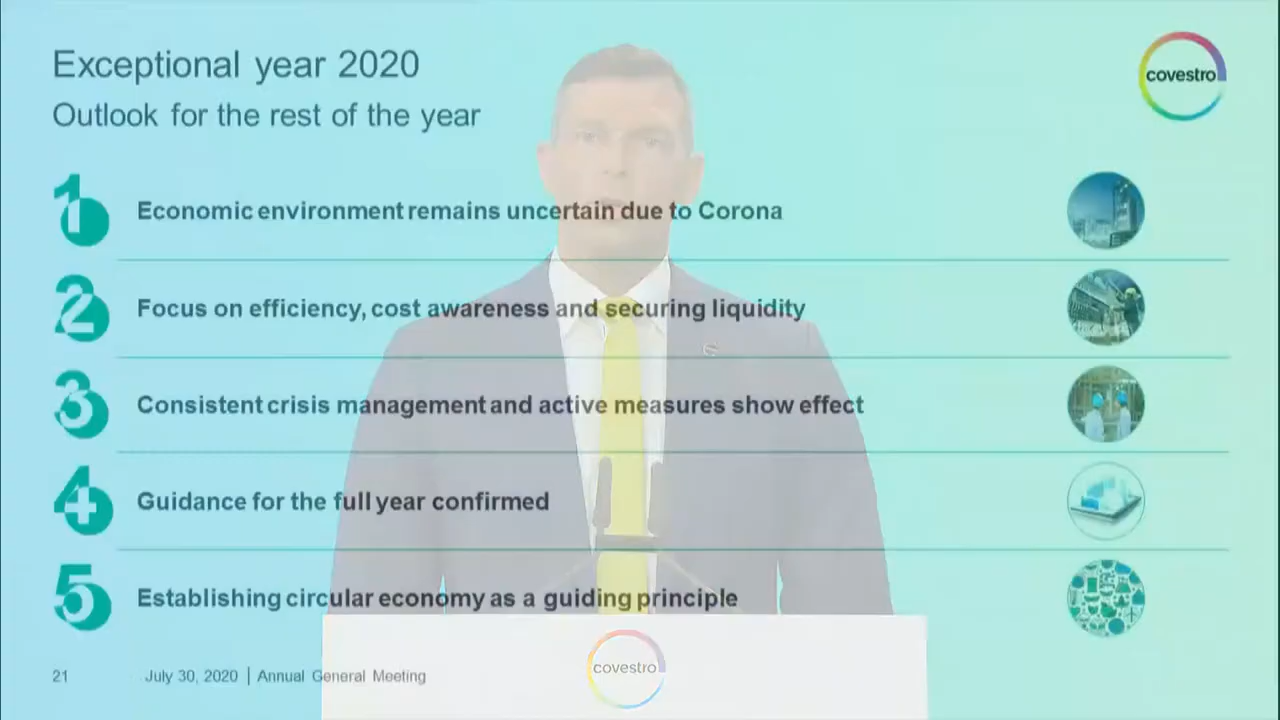 Exceptional year 2020
Outlook for the rest of the year
covestro
1 Economic environment remains uncertain due to Corona
2 Focus on efficiency, cost awareness and securing liquidity
3 Consistent crisis management and active measures show effect
4 Guidance for the full year confirmed
5 Establishing circular economy as a guiding principle
covestro
21 July 30, 2020 | Annual General Meeting